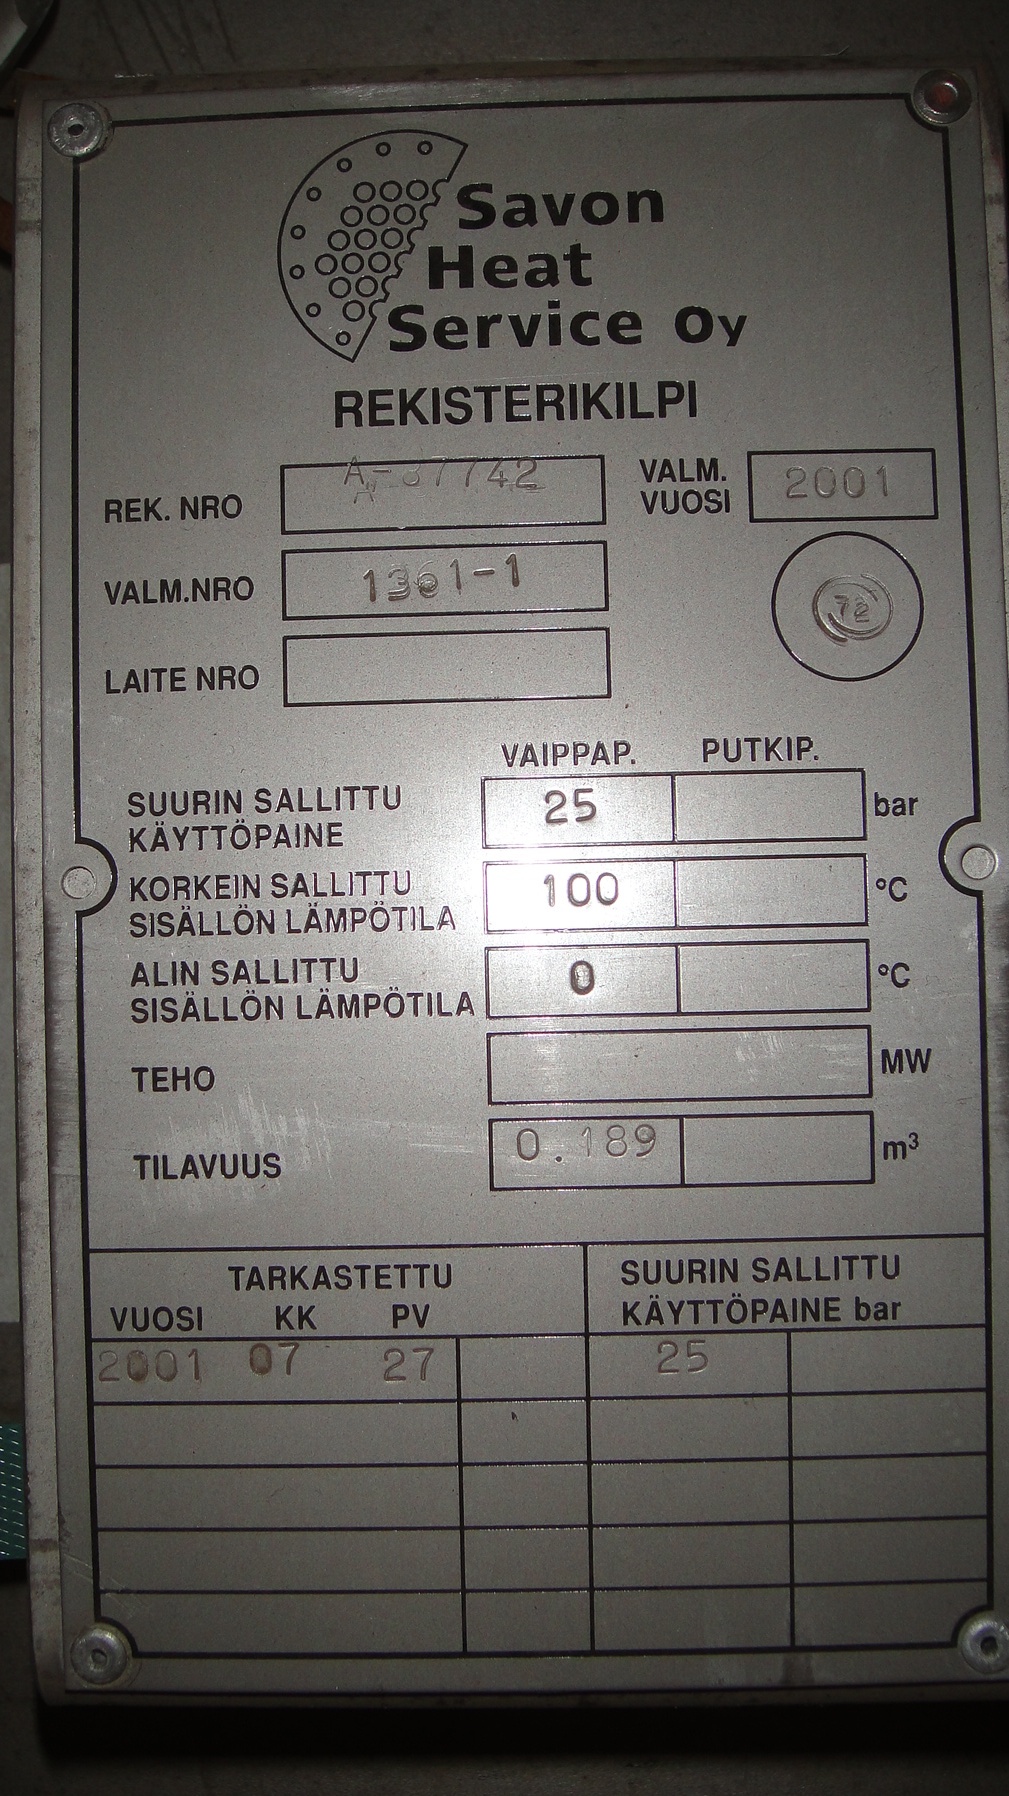 Savon
Heat
Service Oy
REKISTERIKILPI
REK. NRO A-37742
VALM. VUOSI 2001
VALM.NRO 1361-1
72
LAITE NRO
VAIPPAP. PUTKIP.
SUURIN SALLITTU
KÄYTTÖPAINE 25 bar
KORKEIN SALLITTU
SISÄLLÖN LÄMPÖTILA 100 °C
ALIN SALLITTU
SISÄLLÖN LÄMPÖTILA 0 °C
TEHO MW
TILAVUUS 0.189 m³
TARKASTETTU
VUOSI KK PV
SUURIN SALLITTU
KÄYTTÖPAINE bar
2001 07 27 25